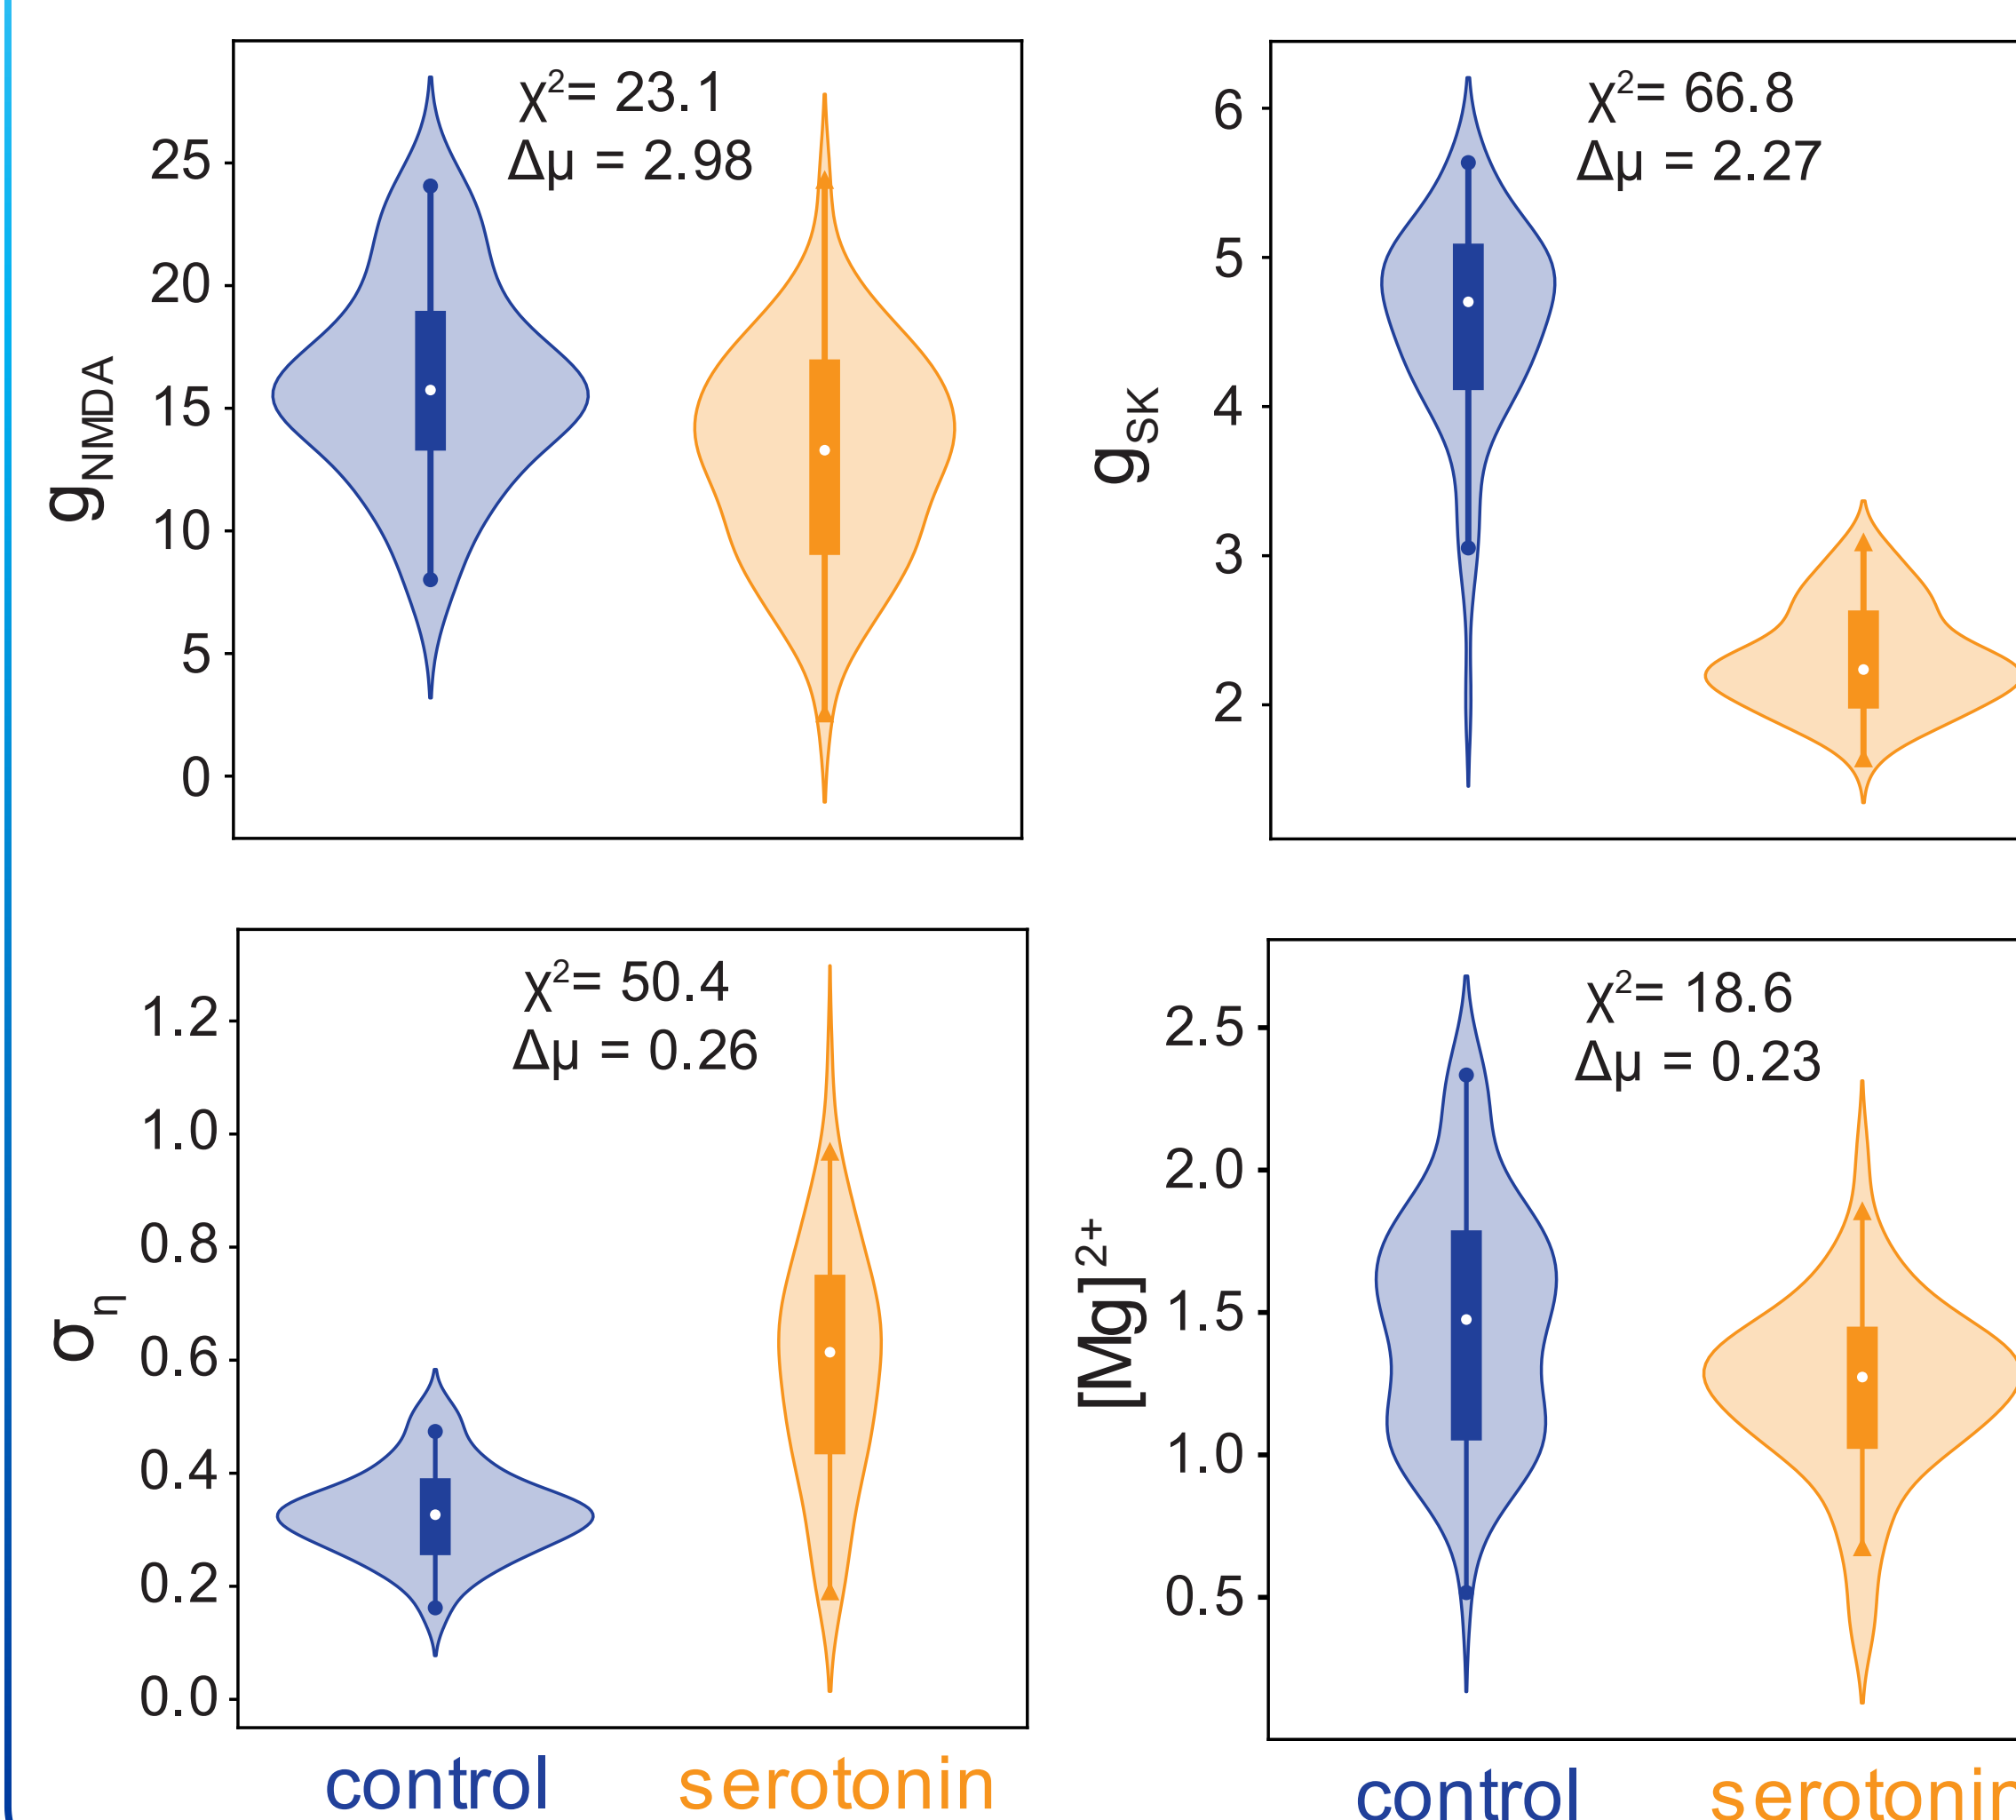 χ²= 23.1
Δμ = 2.98
25
20
15
10
5
0
gNMDA
χ²= 66.8
Δμ = 2.27
6
5
4
3
2
gSK
χ²= 50.4
Δμ = 0.26
1.2
1.0
0.8
0.6
0.4
0.2
0.0
ση
control serotonin
χ²= 18.6
Δμ = 0.23
2.5
2.0
1.5
1.0
0.5
[Mg]²⁺
control serotonin